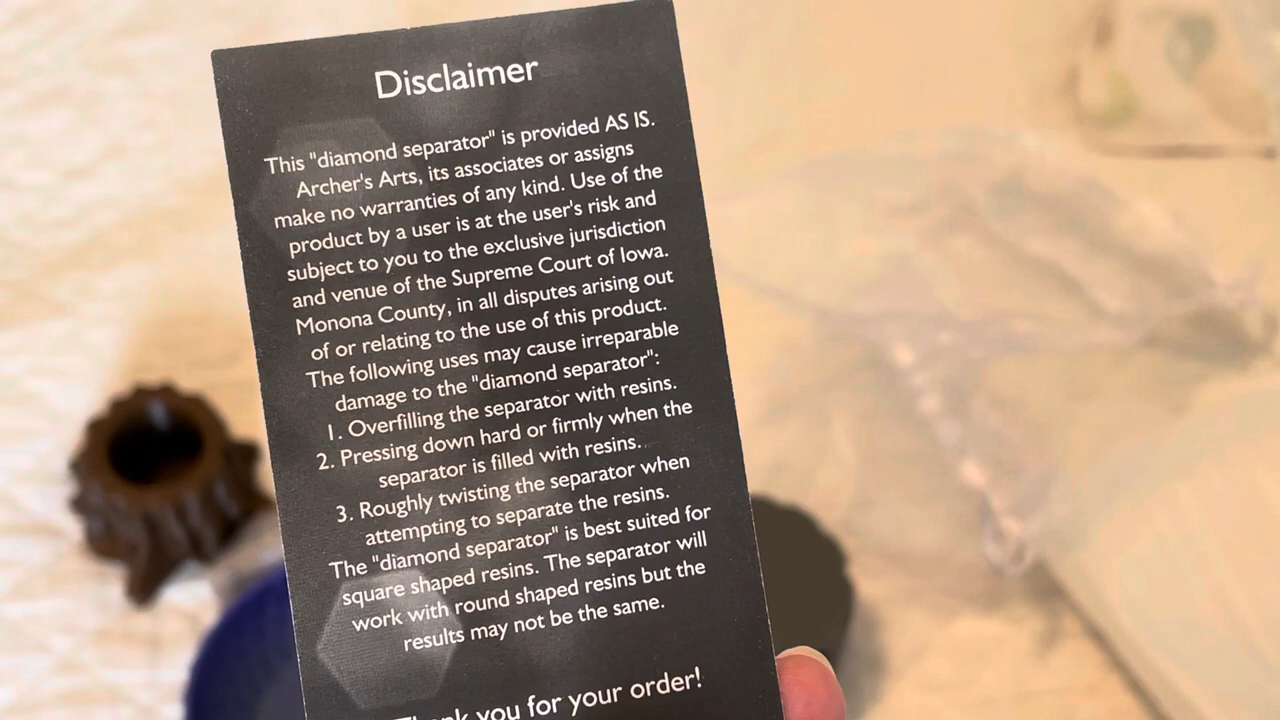 Disclaimer
This "diamond separator" is provided AS IS.
Archer's Arts, its associates or assigns
make no warranties of any kind. Use of the
product by a user is at the user's risk and
subject to you to the exclusive jurisdiction
and venue of the Supreme Court of Iowa.
Monona County, in all disputes arising out
of or relating to the use of this product.
The following uses may cause irreparable
damage to the "diamond separator":
1. Overfilling the separator with resins.
2. Pressing down hard or firmly when the
separator is filled with resins.
3. Roughly twisting the separator when
attempting to separate the resins.
The "diamond separator" is best suited for
square shaped resins. The separator will
work with round shaped resins but the
results may not be the same.
Thank you for your order!